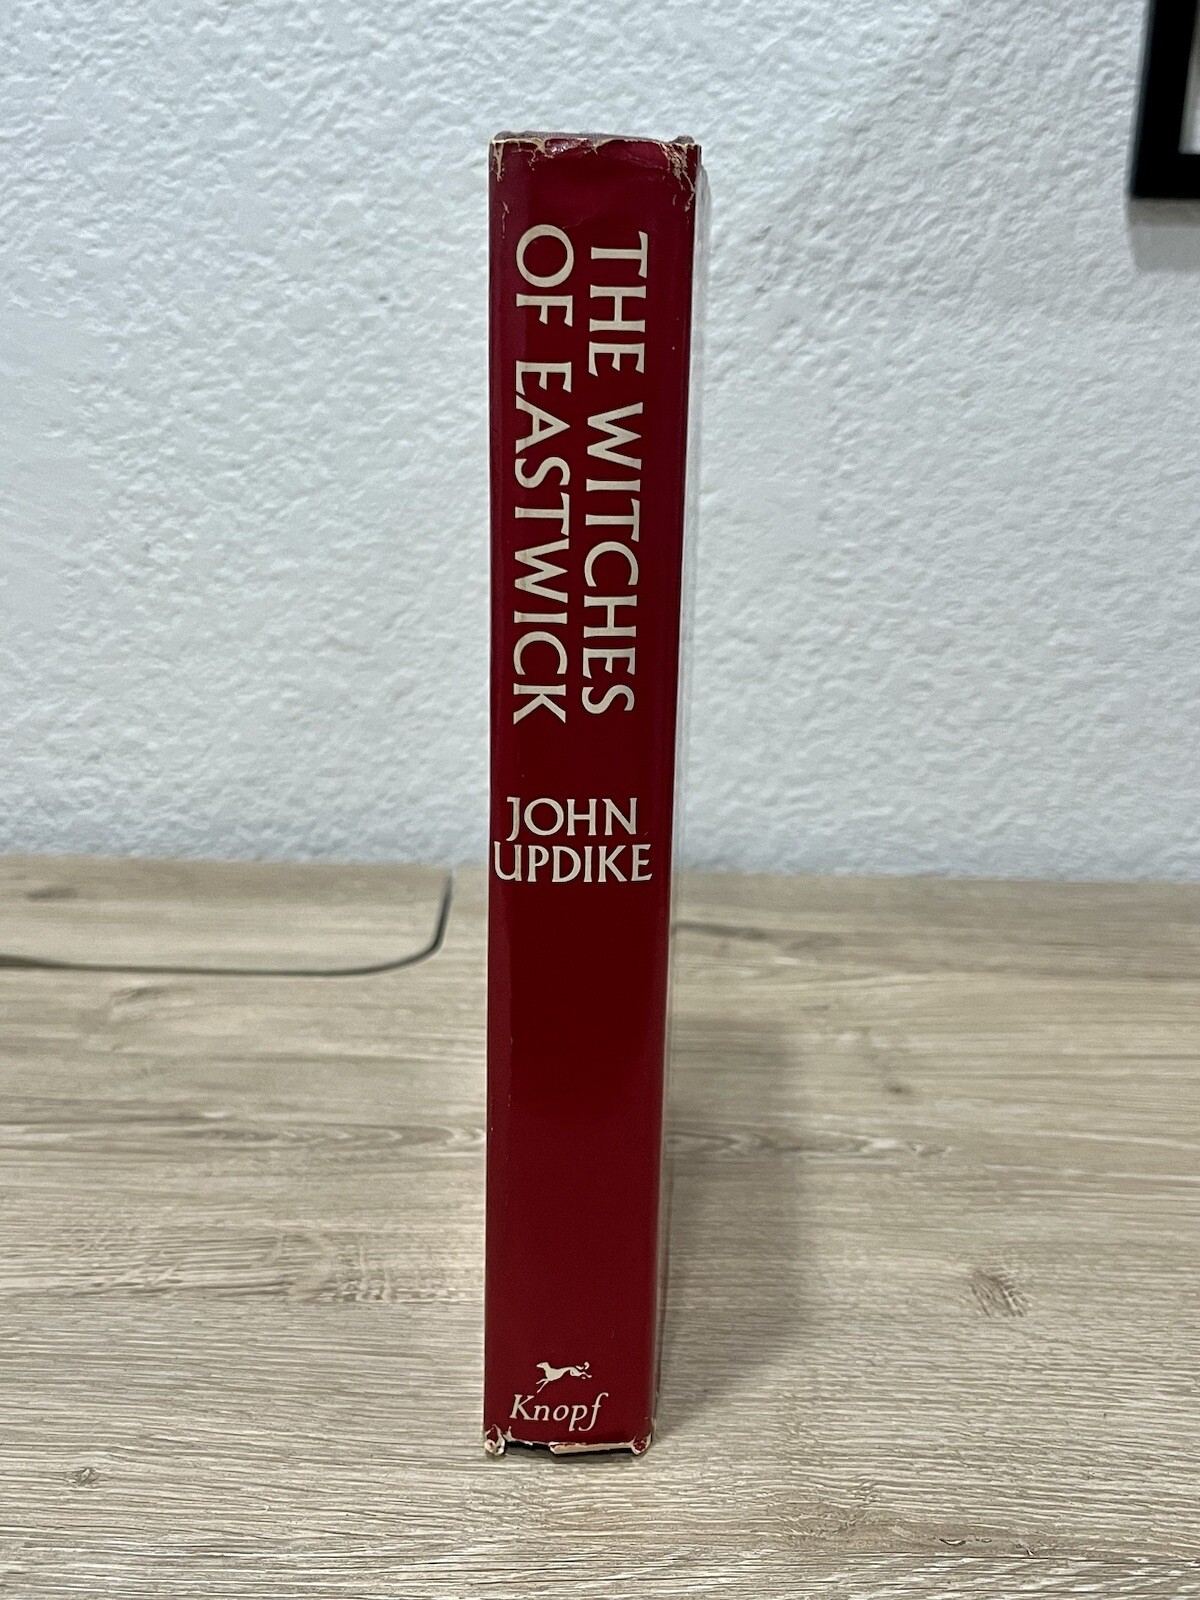 THE WITCHES
OF EASTWICK
JOHN
UPDIKE
Knopf